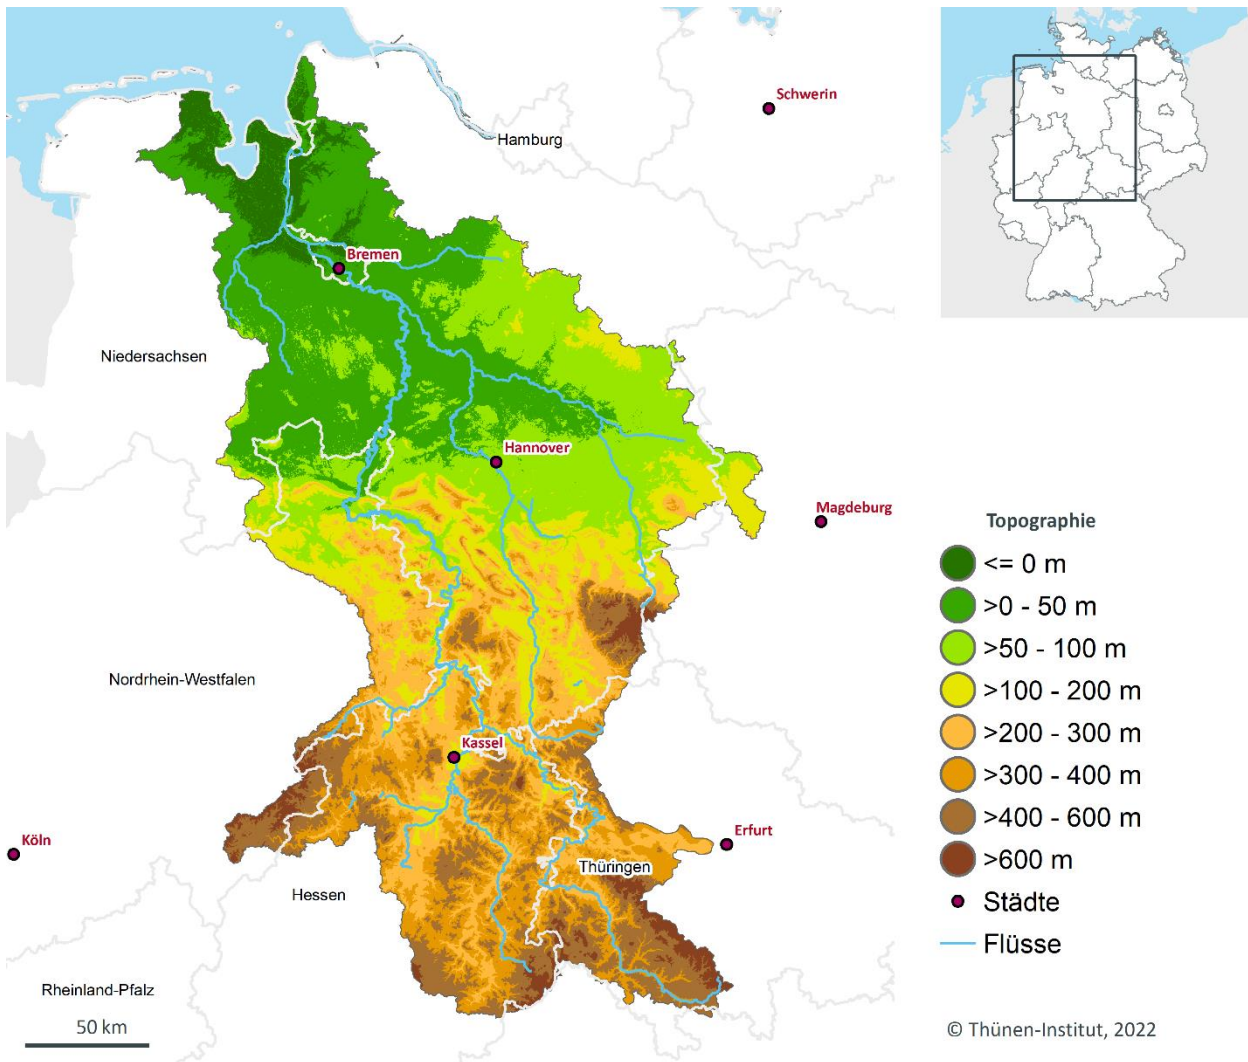 Schwerin
Hamburg
Bremen
Niedersachsen
Hannover
Magdeburg
Nordrhein-Westfalen
Kassel
Köln
Erfurt
Thüringen
Hessen
Rheinland-Pfalz
50 km
Topographie
<= 0 m
>0 - 50 m
>50 - 100 m
>100 - 200 m
>200 - 300 m
>300 - 400 m
>400 - 600 m
>600 m
Städte
Flüsse
© Thünen-Institut, 2022